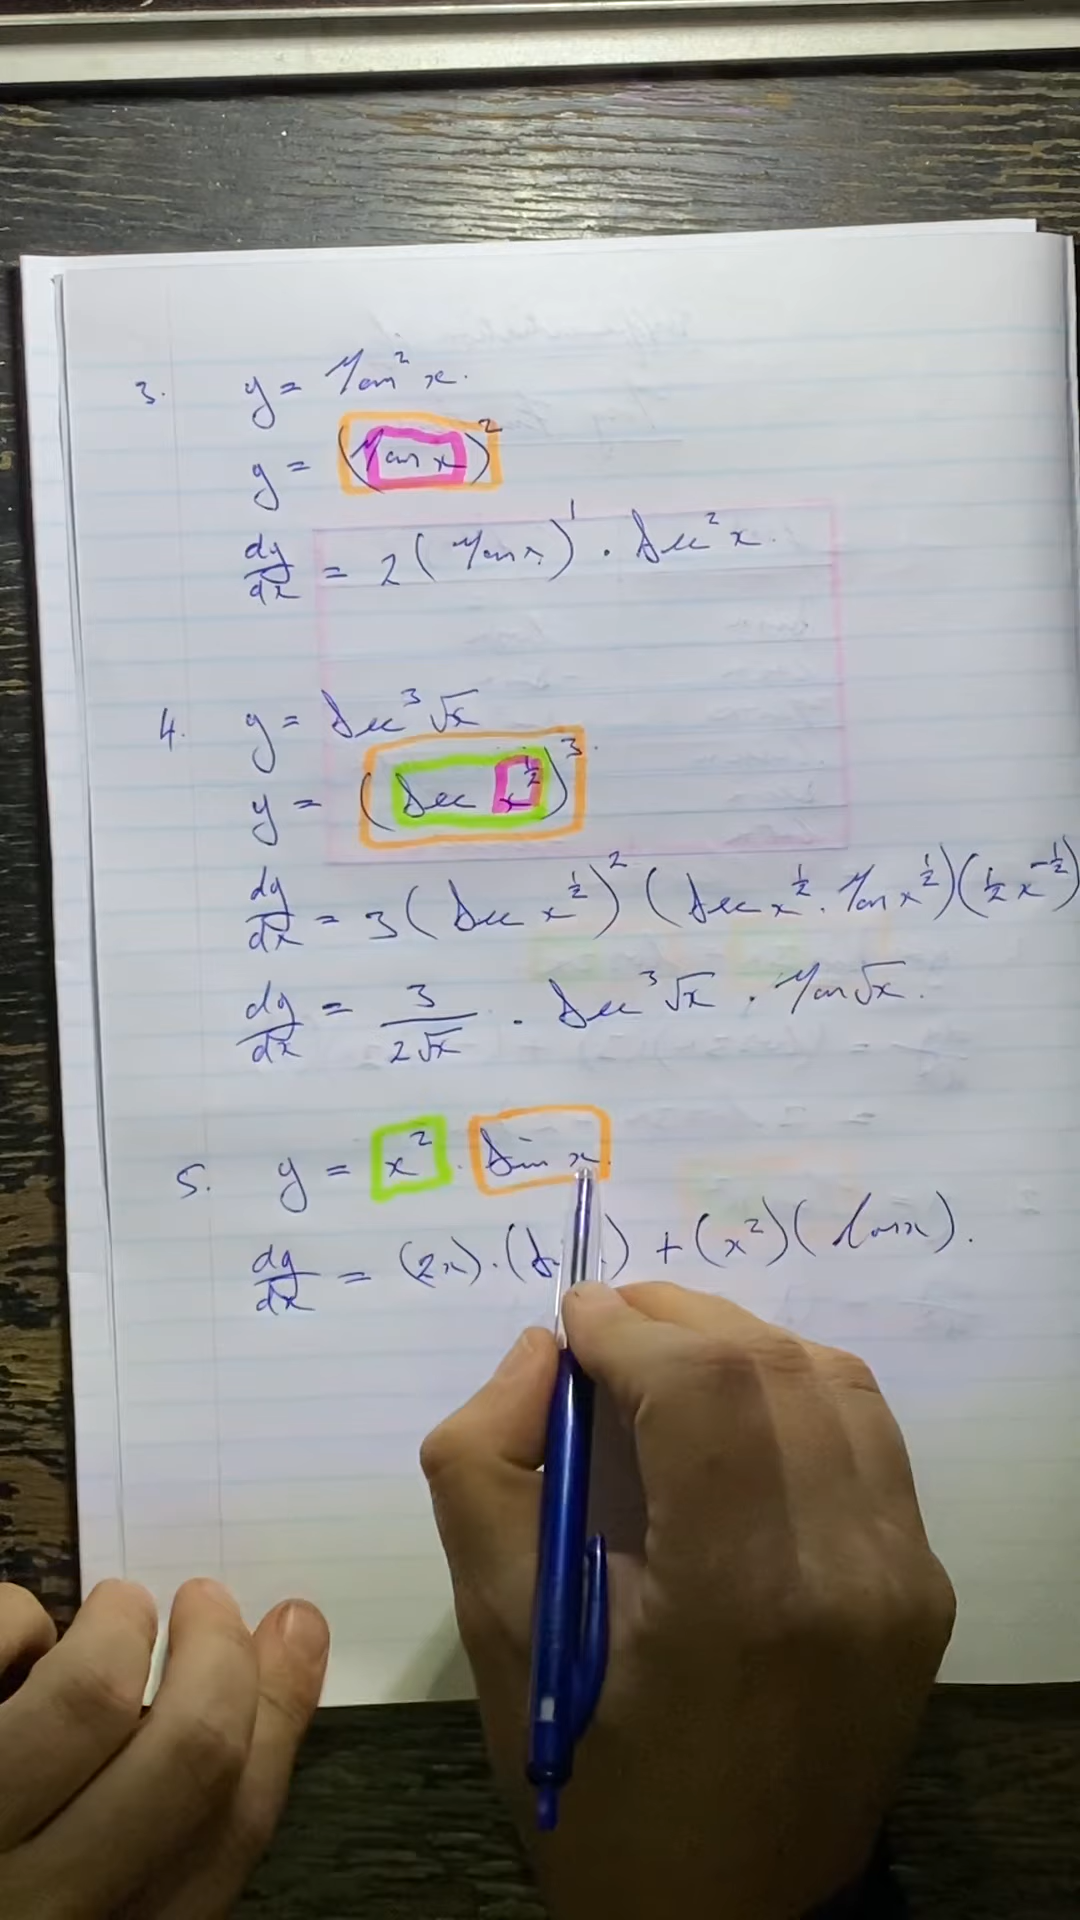 3. y = Tan² x.
y = (Tan x)²
dy/dx = 2 (Tan x)¹ . Sec² x.
4. y = Sec³ √x
y = (Sec x^½)³.
dy/dx = 3 (Sec x^½)² (Sec x^½ . Tan x^½) (½ x^-½)
dy/dx = 3/(2√x) . Sec³ √x . Tan √x.
5. y = x² . Sin x.
dy/dx = (2x) . ( ) + (x²) (Cos x).